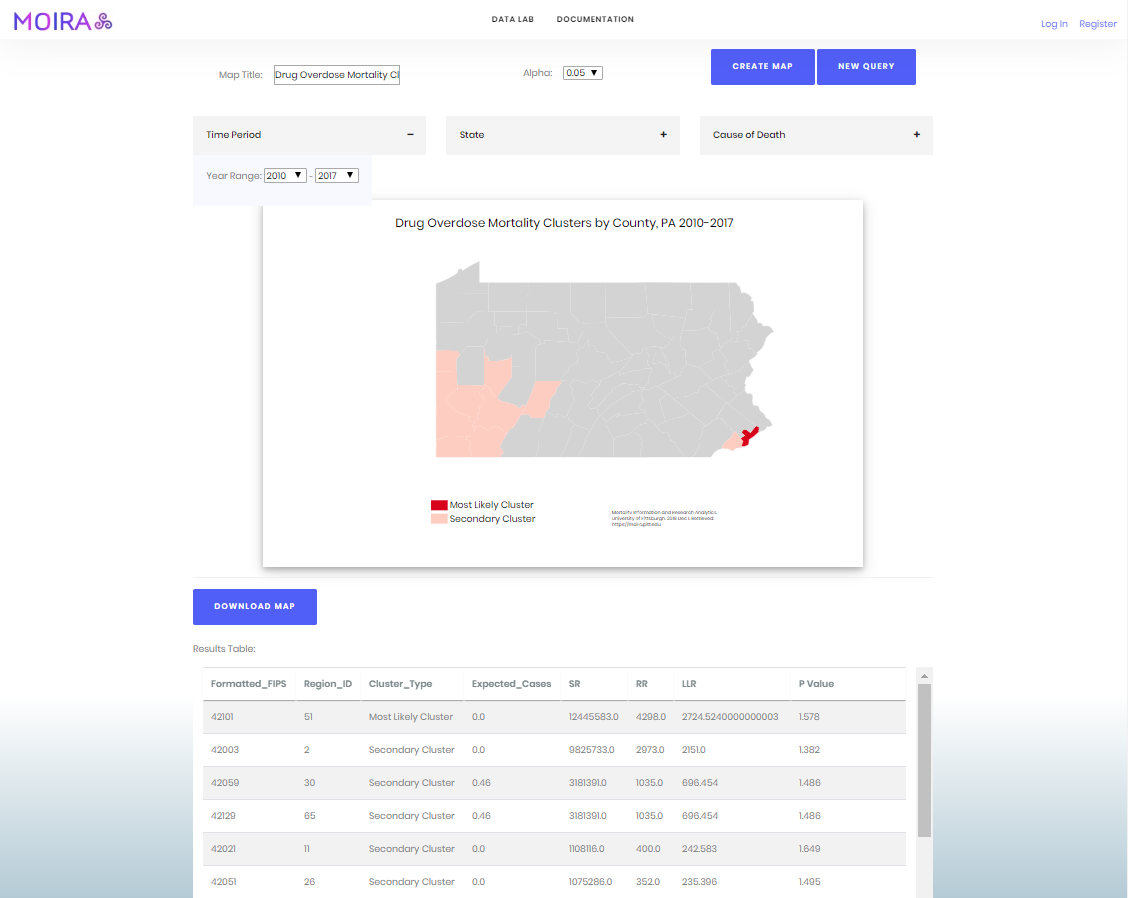 MOIRA
DATA LAB DOCUMENTATION
Log In Register
Map Title: Drug Overdose Mortality Cl
Alpha: 0.05
CREATE MAP NEW QUERY
Time Period −
State +
Cause of Death +
Year Range: 2010 - 2017
Drug Overdose Mortality Clusters by County, PA 2010-2017
Most Likely Cluster
Secondary Cluster
Mortality Information and Research Analytics.
University of Pittsburgh. 2018 Dec 1. Retrieved:
https://moira.pitt.edu
DOWNLOAD MAP
Results Table:
Formatted_FIPS Region_ID Cluster_Type Expected_Cases SR RR LLR P Value
42101 51 Most Likely Cluster 0.0 12445583.0 4298.0 2724.5240000000003 1.578
42003 2 Secondary Cluster 0.0 9825733.0 2973.0 2151.0 1.382
42059 30 Secondary Cluster 0.46 3181391.0 1035.0 696.454 1.486
42129 65 Secondary Cluster 0.46 3181391.0 1035.0 696.454 1.486
42021 11 Secondary Cluster 0.0 1108116.0 400.0 242.583 1.649
42051 26 Secondary Cluster 0.0 1075286.0 352.0 235.396 1.495